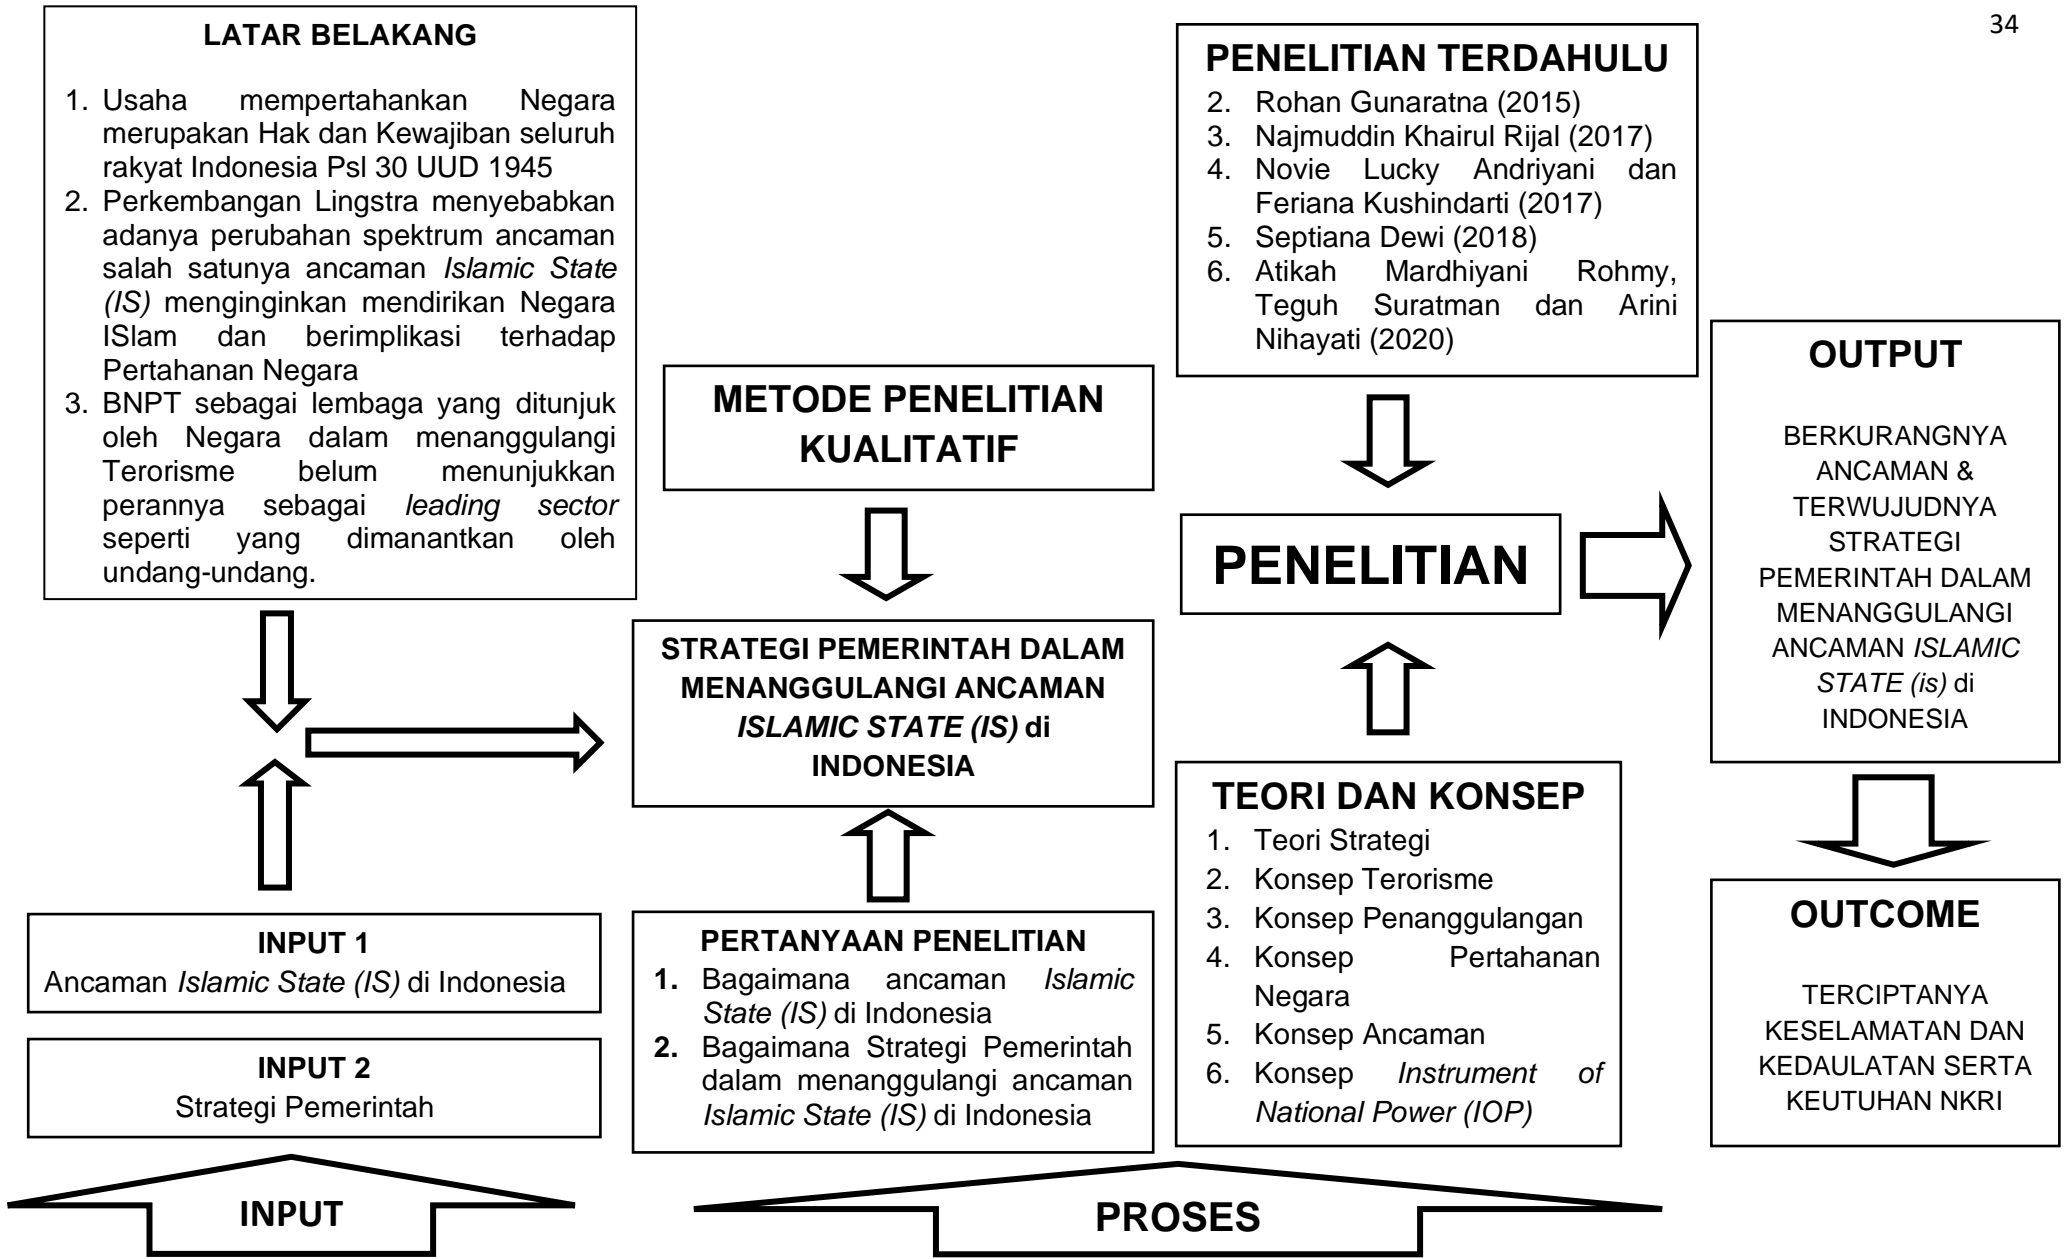 34
LATAR BELAKANG
1. Usaha mempertahankan Negara
merupakan Hak dan Kewajiban seluruh
rakyat Indonesia Psl 30 UUD 1945
2. Perkembangan Lingstra menyebabkan
adanya perubahan spektrum ancaman
salah satunya ancaman Islamic State
(IS) menginginkan mendirikan Negara
ISlam dan berimplikasi terhadap
Pertahanan Negara
3. BNPT sebagai lembaga yang ditunjuk
oleh Negara dalam menanggulangi
Terorisme belum menunjukkan
perannya sebagai leading sector
seperti yang dimanantkan oleh
undang-undang.
INPUT 1
Ancaman Islamic State (IS) di Indonesia
INPUT 2
Strategi Pemerintah
INPUT
METODE PENELITIAN
KUALITATIF
STRATEGI PEMERINTAH DALAM
MENANGGULANGI ANCAMAN
ISLAMIC STATE (IS) di
INDONESIA
PERTANYAAN PENELITIAN
1. Bagaimana ancaman Islamic
State (IS) di Indonesia
2. Bagaimana Strategi Pemerintah
dalam menanggulangi ancaman
Islamic State (IS) di Indonesia
PENELITIAN TERDAHULU
2. Rohan Gunaratna (2015)
3. Najmuddin Khairul Rijal (2017)
4. Novie Lucky Andriyani dan
Feriana Kushindarti (2017)
5. Septiana Dewi (2018)
6. Atikah Mardhiyani Rohmy,
Teguh Suratman dan Arini
Nihayati (2020)
PENELITIAN
TEORI DAN KONSEP
1. Teori Strategi
2. Konsep Terorisme
3. Konsep Penanggulangan
4. Konsep Pertahanan
Negara
5. Konsep Ancaman
6. Konsep Instrument of
National Power (IOP)
PROSES
OUTPUT
BERKURANGNYA
ANCAMAN &
TERWUJUDNYA
STRATEGI
PEMERINTAH DALAM
MENANGGULANGI
ANCAMAN ISLAMIC
STATE (is) di
INDONESIA
OUTCOME
TERCIPTANYA
KESELAMATAN DAN
KEDAULATAN SERTA
KEUTUHAN NKRI